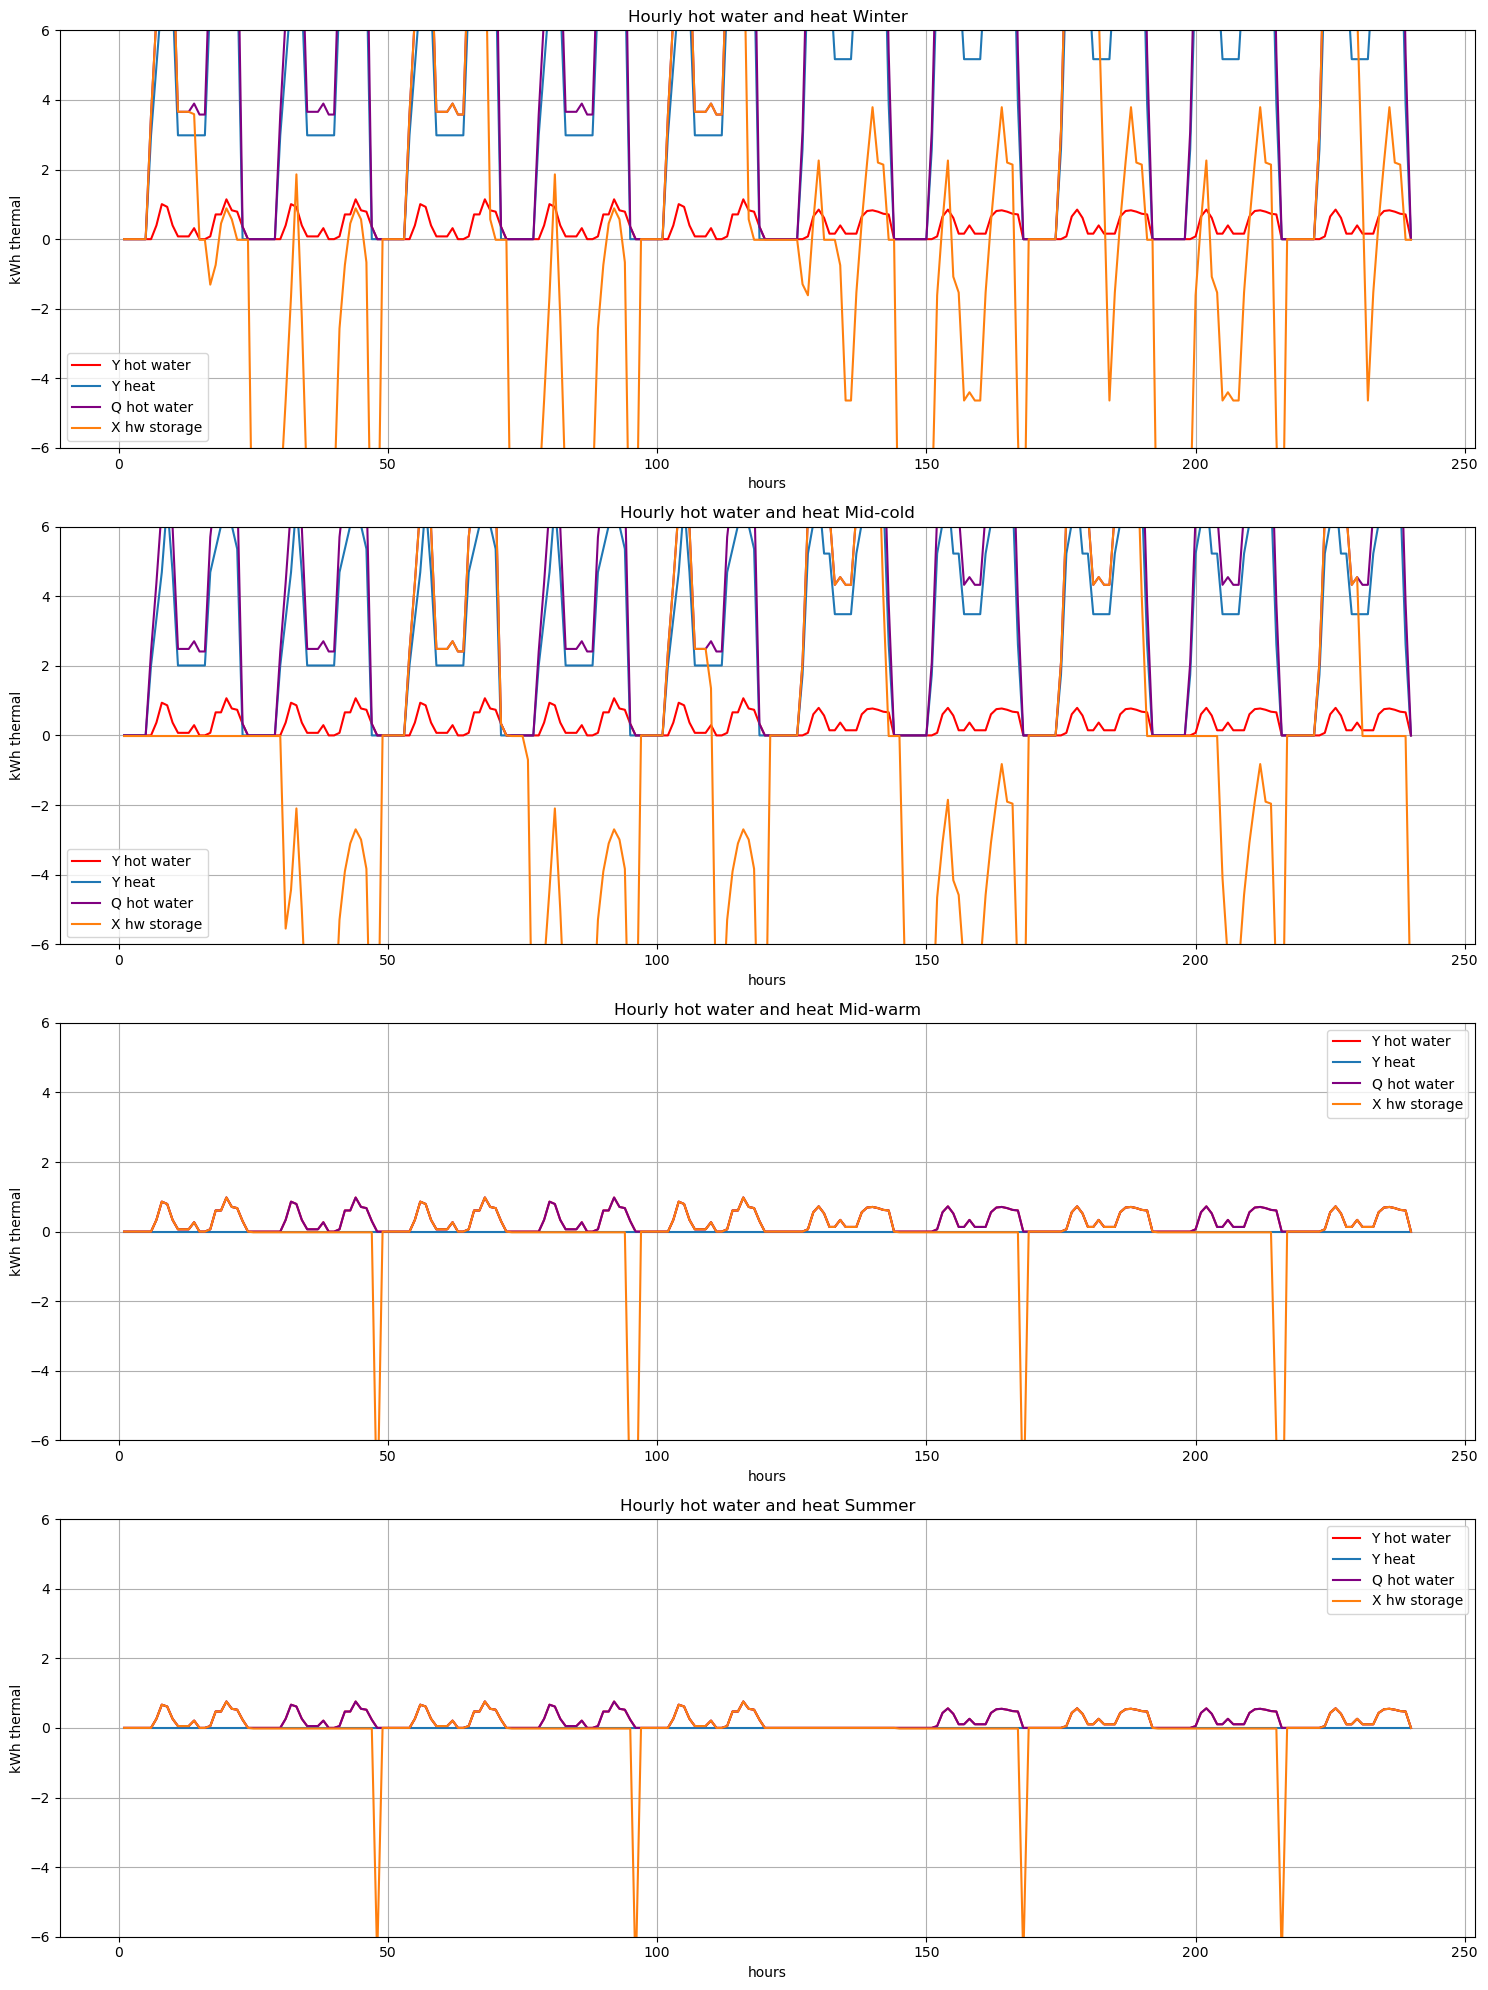 Hourly hot water and heat Winter
6
4
2
0
−2
−4
−6
kWh thermal
Y hot water
Y heat
Q hot water
X hw storage
0 50 100 150 200 250
hours
Hourly hot water and heat Mid-cold
6
4
2
0
−2
−4
−6
kWh thermal
Y hot water
Y heat
Q hot water
X hw storage
0 50 100 150 200 250
hours
Hourly hot water and heat Mid-warm
6
4
2
0
−2
−4
−6
kWh thermal
Y hot water
Y heat
Q hot water
X hw storage
0 50 100 150 200 250
hours
Hourly hot water and heat Summer
6
4
2
0
−2
−4
−6
kWh thermal
Y hot water
Y heat
Q hot water
X hw storage
0 50 100 150 200 250
hours